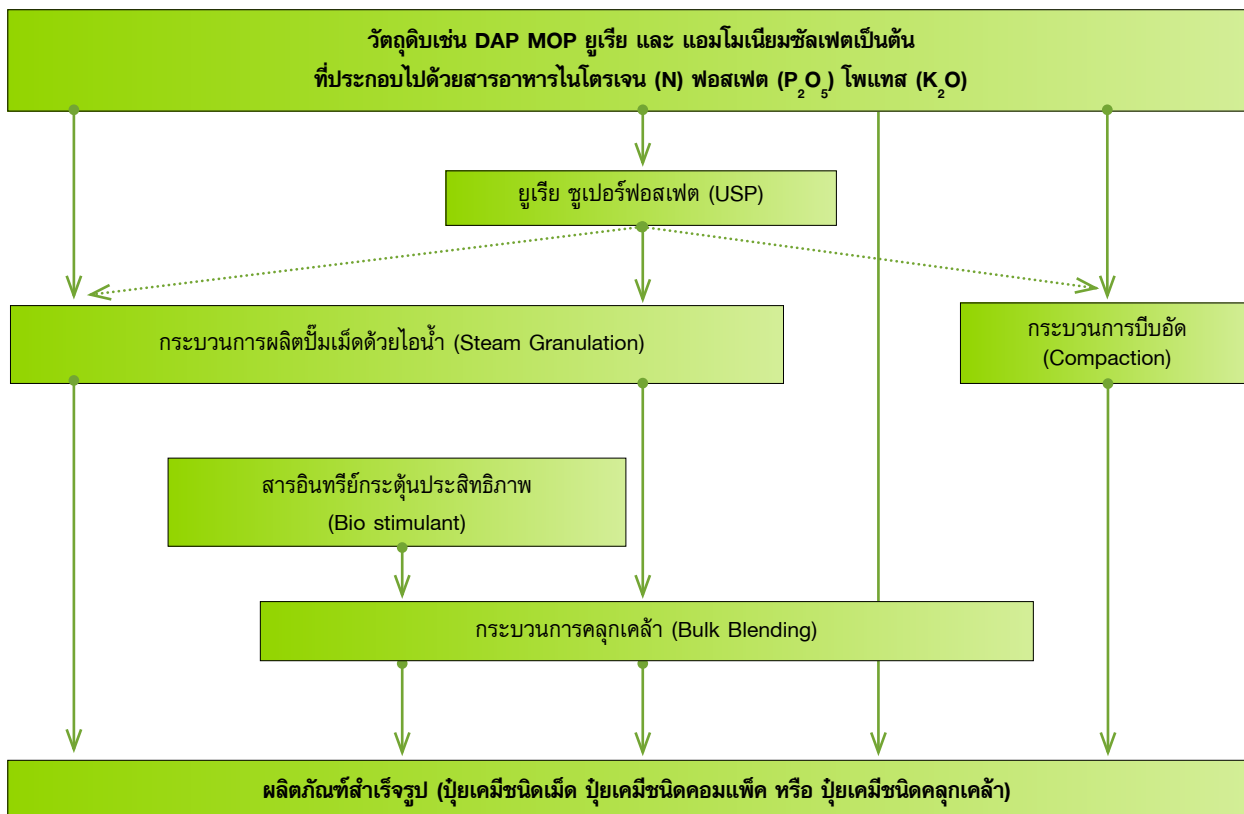 วัตถุดิบเช่น DAP MOP ยูเรีย และ แอมโมเนียมซัลเฟตเป็นต้น
ที่ประกอบไปด้วยสารอาหารไนโตรเจน (N) ฟอสเฟต (P₂O₅) โพแทส (K₂O)
ยูเรีย ซูเปอร์ฟอสเฟต (USP)
กระบวนการผลิตปั๊มเม็ดด้วยไอน้ำ (Steam Granulation)
กระบวนการบีบอัด
(Compaction)
สารอินทรีย์กระตุ้นประสิทธิภาพ
(Bio stimulant)
กระบวนการคลุกเคล้า (Bulk Blending)
ผลิตภัณฑ์สำเร็จรูป (ปุ๋ยเคมีชนิดเม็ด ปุ๋ยเคมีชนิดคอมแพ็ค หรือ ปุ๋ยเคมีชนิดคลุกเคล้า)